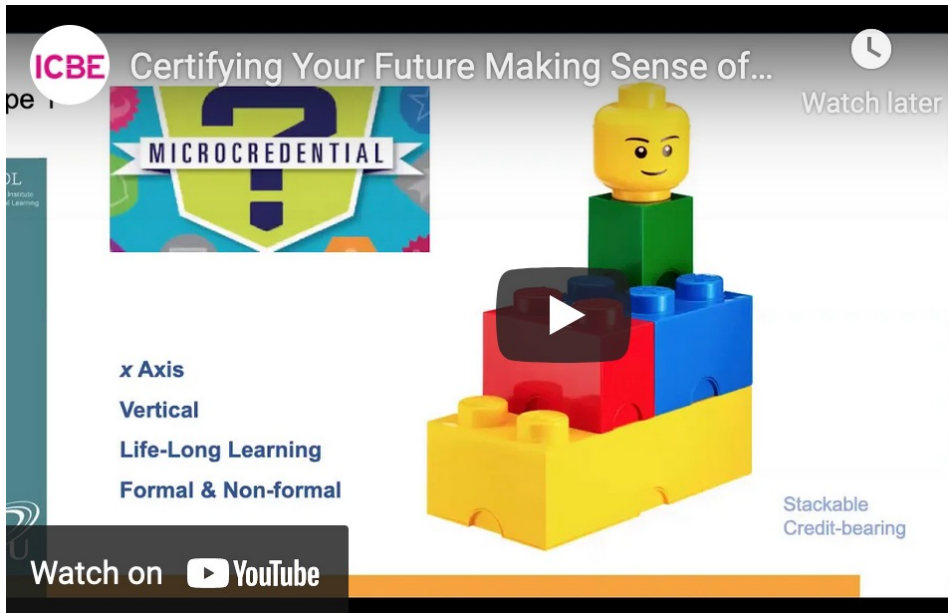 ICBE
Certifying Your Future Making Sense of...
Watch later
MICROCREDENTIAL
?
Institute
x Axis
Vertical
Life-Long Learning
Formal & Non-formal
Stackable
Credit-bearing
Watch on YouTube